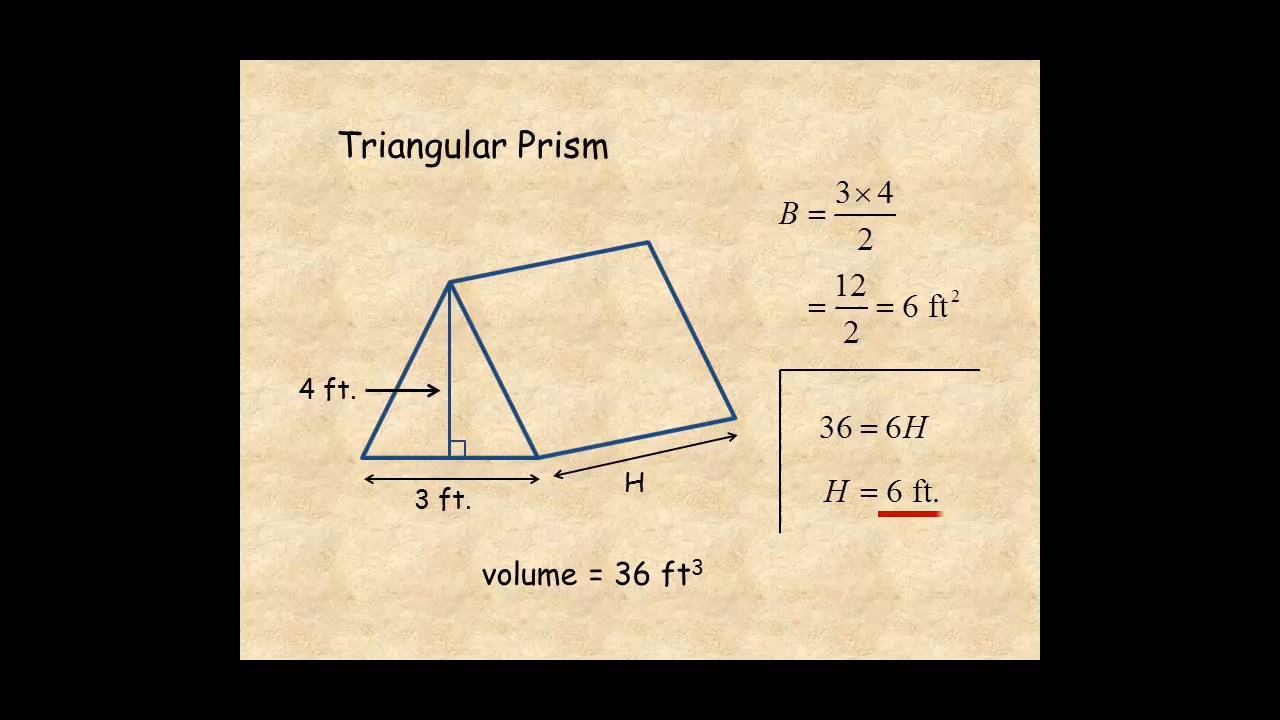 Triangular Prism
B = 3 × 4 / 2
= 12 / 2 = 6 ft²
4 ft.
36 = 6H
H = 6 ft.
H
3 ft.
volume = 36 ft³